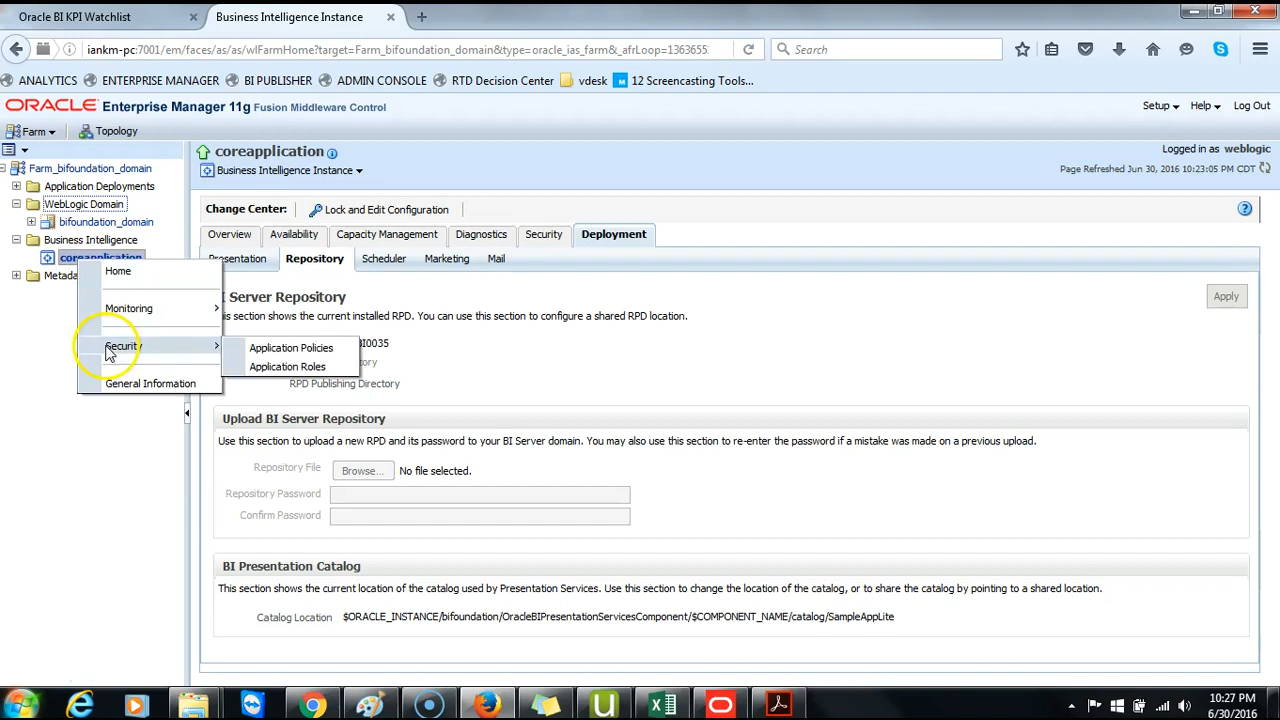 Oracle BI KPI Watchlist × Business Intelligence Instance × +
iankm-pc:7001/em/faces/as/as/wlFarmHome?target=Farm_bifoundation_domain&type=oracle_ias_farm&_afrLoop=1363655: Search
ANALYTICS ENTERPRISE MANAGER BI PUBLISHER ADMIN CONSOLE RTD Decision Center vdesk 12 Screencasting Tools...
ORACLE Enterprise Manager 11g Fusion Middleware Control Setup Help Log Out
Farm Topology
coreapplication
Logged in as weblogic
Business Intelligence Instance
Page Refreshed Jun 30, 2016 10:23:05 PM CDT
Farm_bifoundation_domain
Application Deployments
WebLogic Domain
bifoundation_domain
Business Intelligence
coreapplication
Metada
Home
Monitoring
Security
General Information
Application Policies
Application Roles
Change Center: Lock and Edit Configuration
Overview Availability Capacity Management Diagnostics Security Deployment
Presentation Repository Scheduler Marketing Mail
I Server Repository
Apply
is section shows the current installed RPD. You can use this section to configure a shared RPD location.
BI0035
itory
RPD Publishing Directory
Upload BI Server Repository
Use this section to upload a new RPD and its password to your BI Server domain. You may also use this section to re-enter the password if a mistake was made on a previous upload.
Repository File Browse... No file selected.
Repository Password
Confirm Password
BI Presentation Catalog
This section shows the current location of the catalog used by Presentation Services. Use this section to change the location of the catalog, or to share the catalog by pointing to a shared location.
Catalog Location $ORACLE_INSTANCE/bifoundation/OracleBIPresentationServicesComponent/$COMPONENT_NAME/catalog/SampleAppLite
10:27 PM
6/30/2016